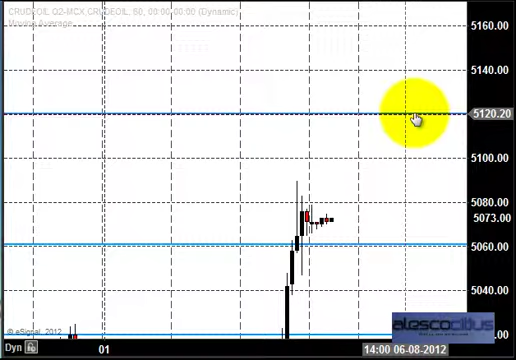 CRUDEOIL Q2-MCX,CRUDEOIL, 60, 00:00-00:00 (Dynamic)
Moving Average
5160.00
5140.00
5120.20
5100.00
5080.00
5073.00
5060.00
5040.00
© eSignal, 2012
alescocitius
Dyn
01
14:00 06-08-2012